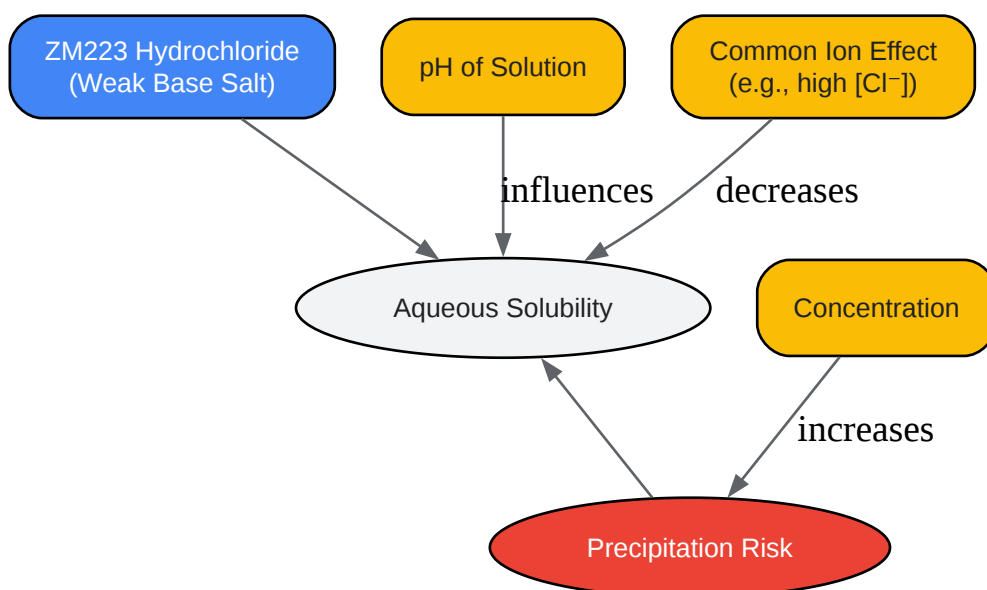 ZM223 Hydrochloride
(Weak Base Salt)
pH of Solution
Common Ion Effect
(e.g., high [Cl⁻])
influences
decreases
Aqueous Solubility
Concentration
increases
Precipitation Risk